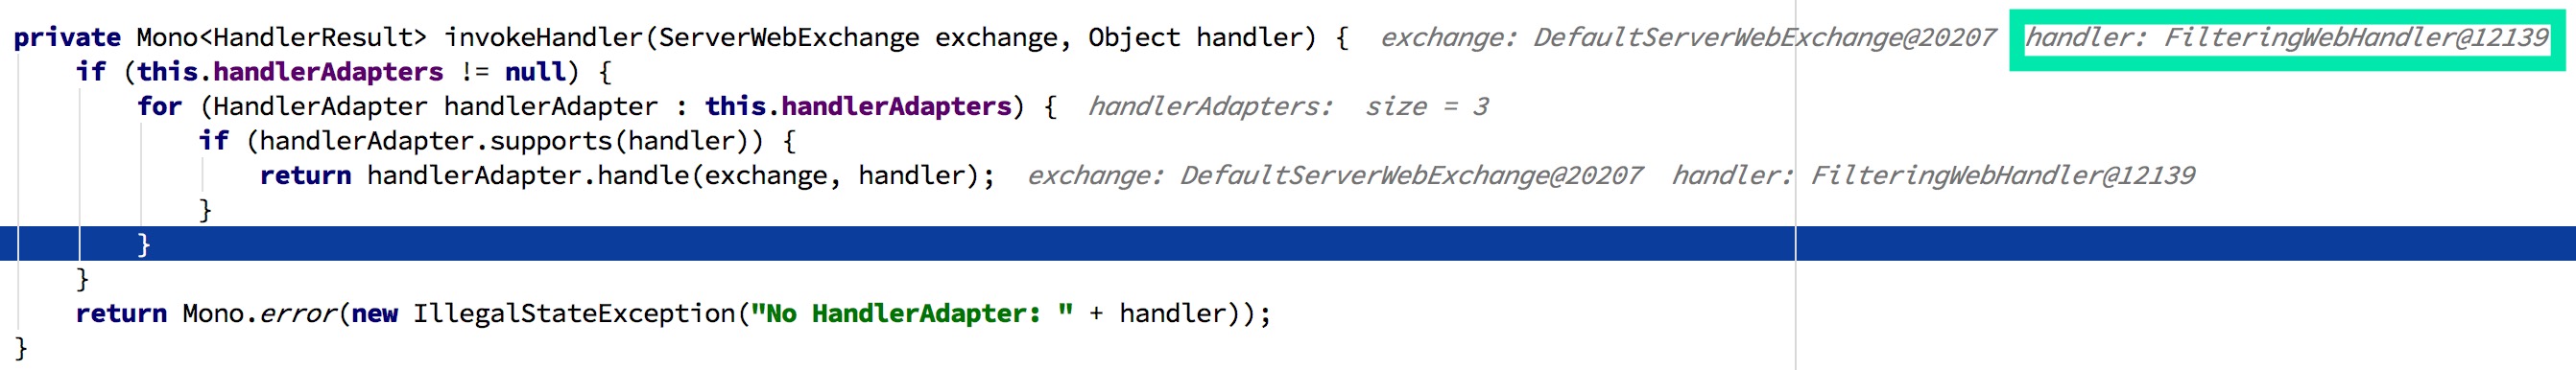 private Mono<HandlerResult> invokeHandler(ServerWebExchange exchange, Object handler) {  exchange: DefaultServerWebExchange@20207  handler: FilteringWebHandler@12139
    if (this.handlerAdapters != null) {
        for (HandlerAdapter handlerAdapter : this.handlerAdapters) {  handlerAdapters:  size = 3
            if (handlerAdapter.supports(handler)) {
                return handlerAdapter.handle(exchange, handler);  exchange: DefaultServerWebExchange@20207  handler: FilteringWebHandler@12139
            }
        }
    }
    return Mono.error(new IllegalStateException("No HandlerAdapter: " + handler));
}